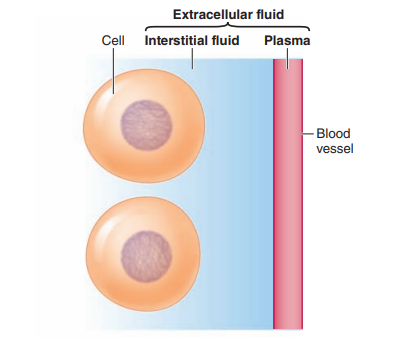 Extracellular fluid
Cell Interstitial fluid Plasma
Blood
vessel